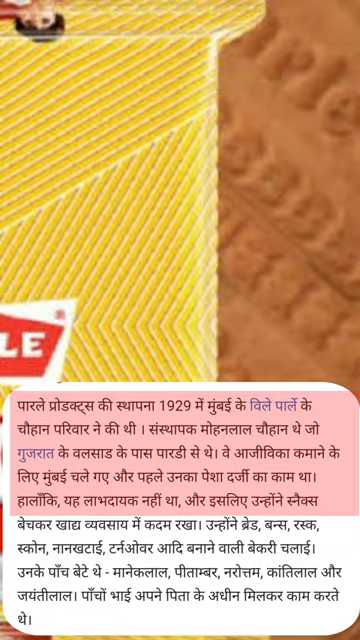 LE
®
पारले प्रोडक्ट्स की स्थापना 1929 में मुंबई के विले पार्ले के
चौहान परिवार ने की थी । संस्थापक मोहनलाल चौहान थे जो
गुजरात के वलसाड के पास पारडी से थे। वे आजीविका कमाने के
लिए मुंबई चले गए और पहले उनका पेशा दर्जी का काम था।
हालाँकि, यह लाभदायक नहीं था, और इसलिए उन्होंने स्नैक्स
बेचकर खाद्य व्यवसाय में कदम रखा। उन्होंने ब्रेड, बन्स, रस्क,
स्कोन, नानखटाई, टर्नओवर आदि बनाने वाली बेकरी चलाई।
उनके पाँच बेटे थे - मानेकलाल, पीताम्बर, नरोत्तम, कांतिलाल और
जयंतीलाल। पाँचों भाई अपने पिता के अधीन मिलकर काम करते
थे।